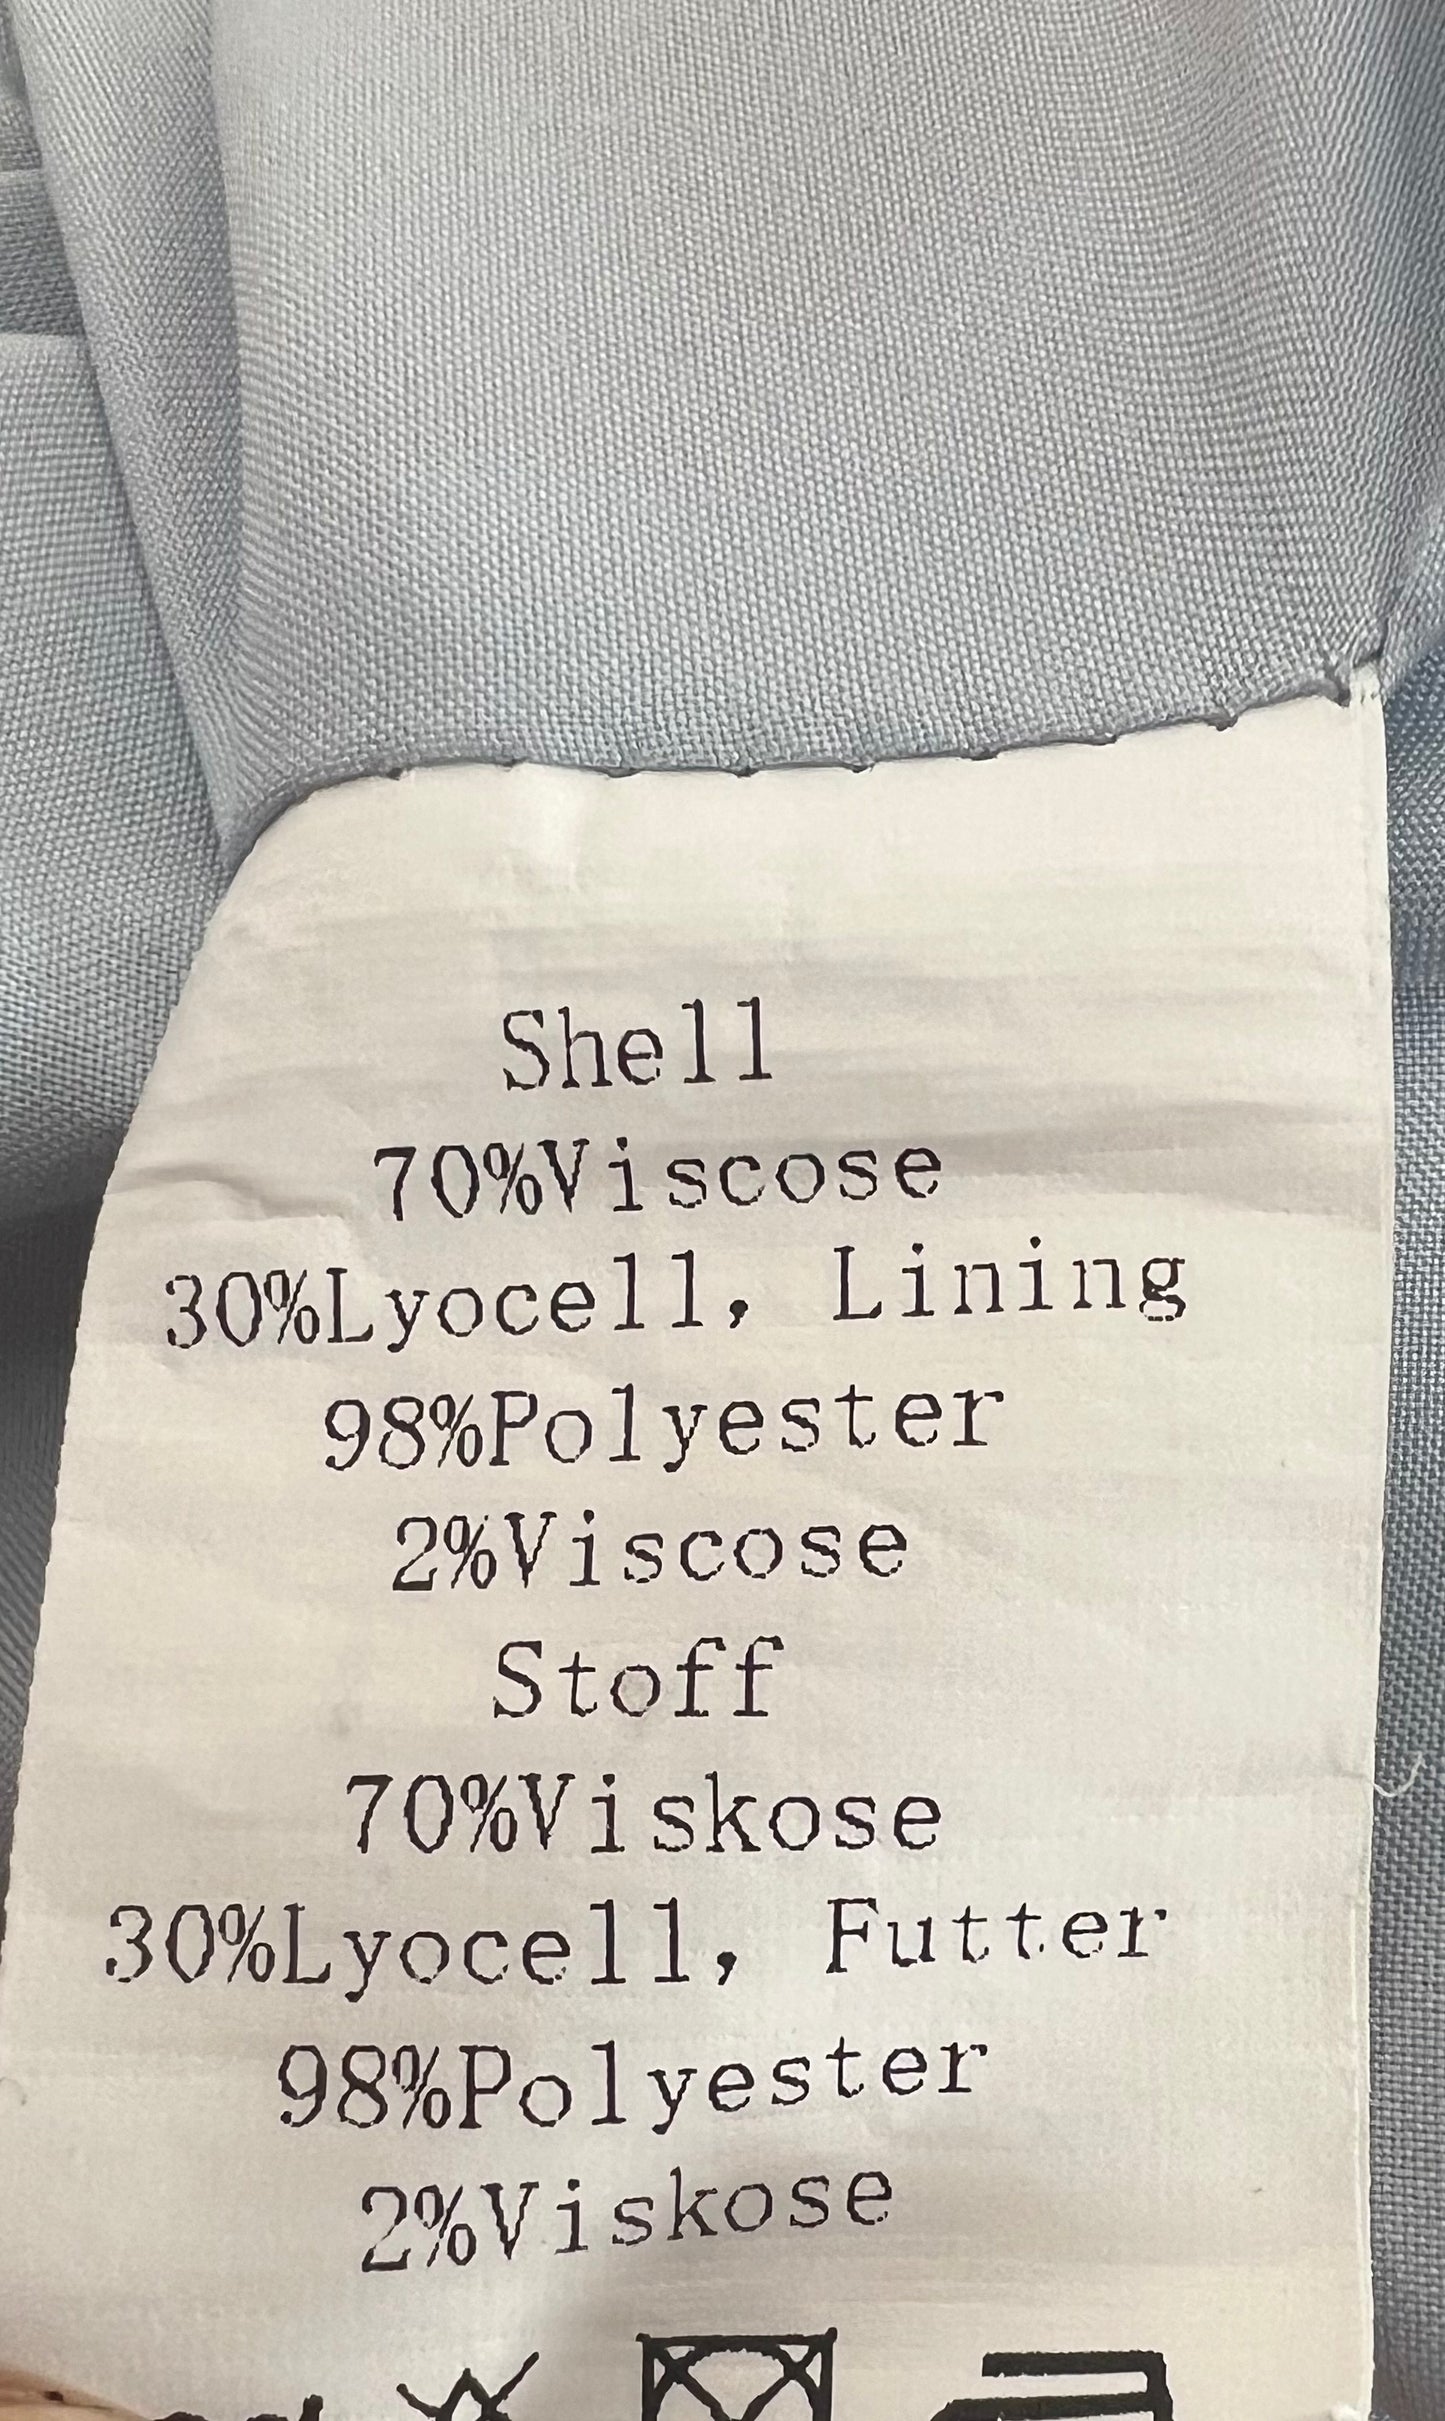 Shell
70%Viscose
30%Lyocell, Lining
98%Polyester
2%Viscose
Stoff
70%Viskose
30%Lyocell, Futter
98%Polyester
2%Viskose